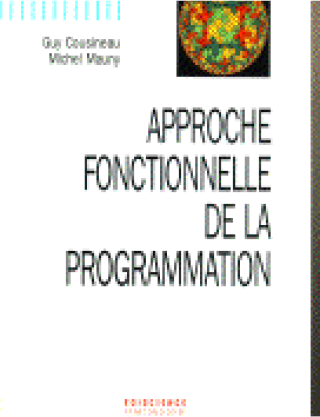 Guy Cousineau
Michel Mauny
APPROCHE
FONCTIONNELLE
DE LA
PROGRAMMATION
EDISCIENCE